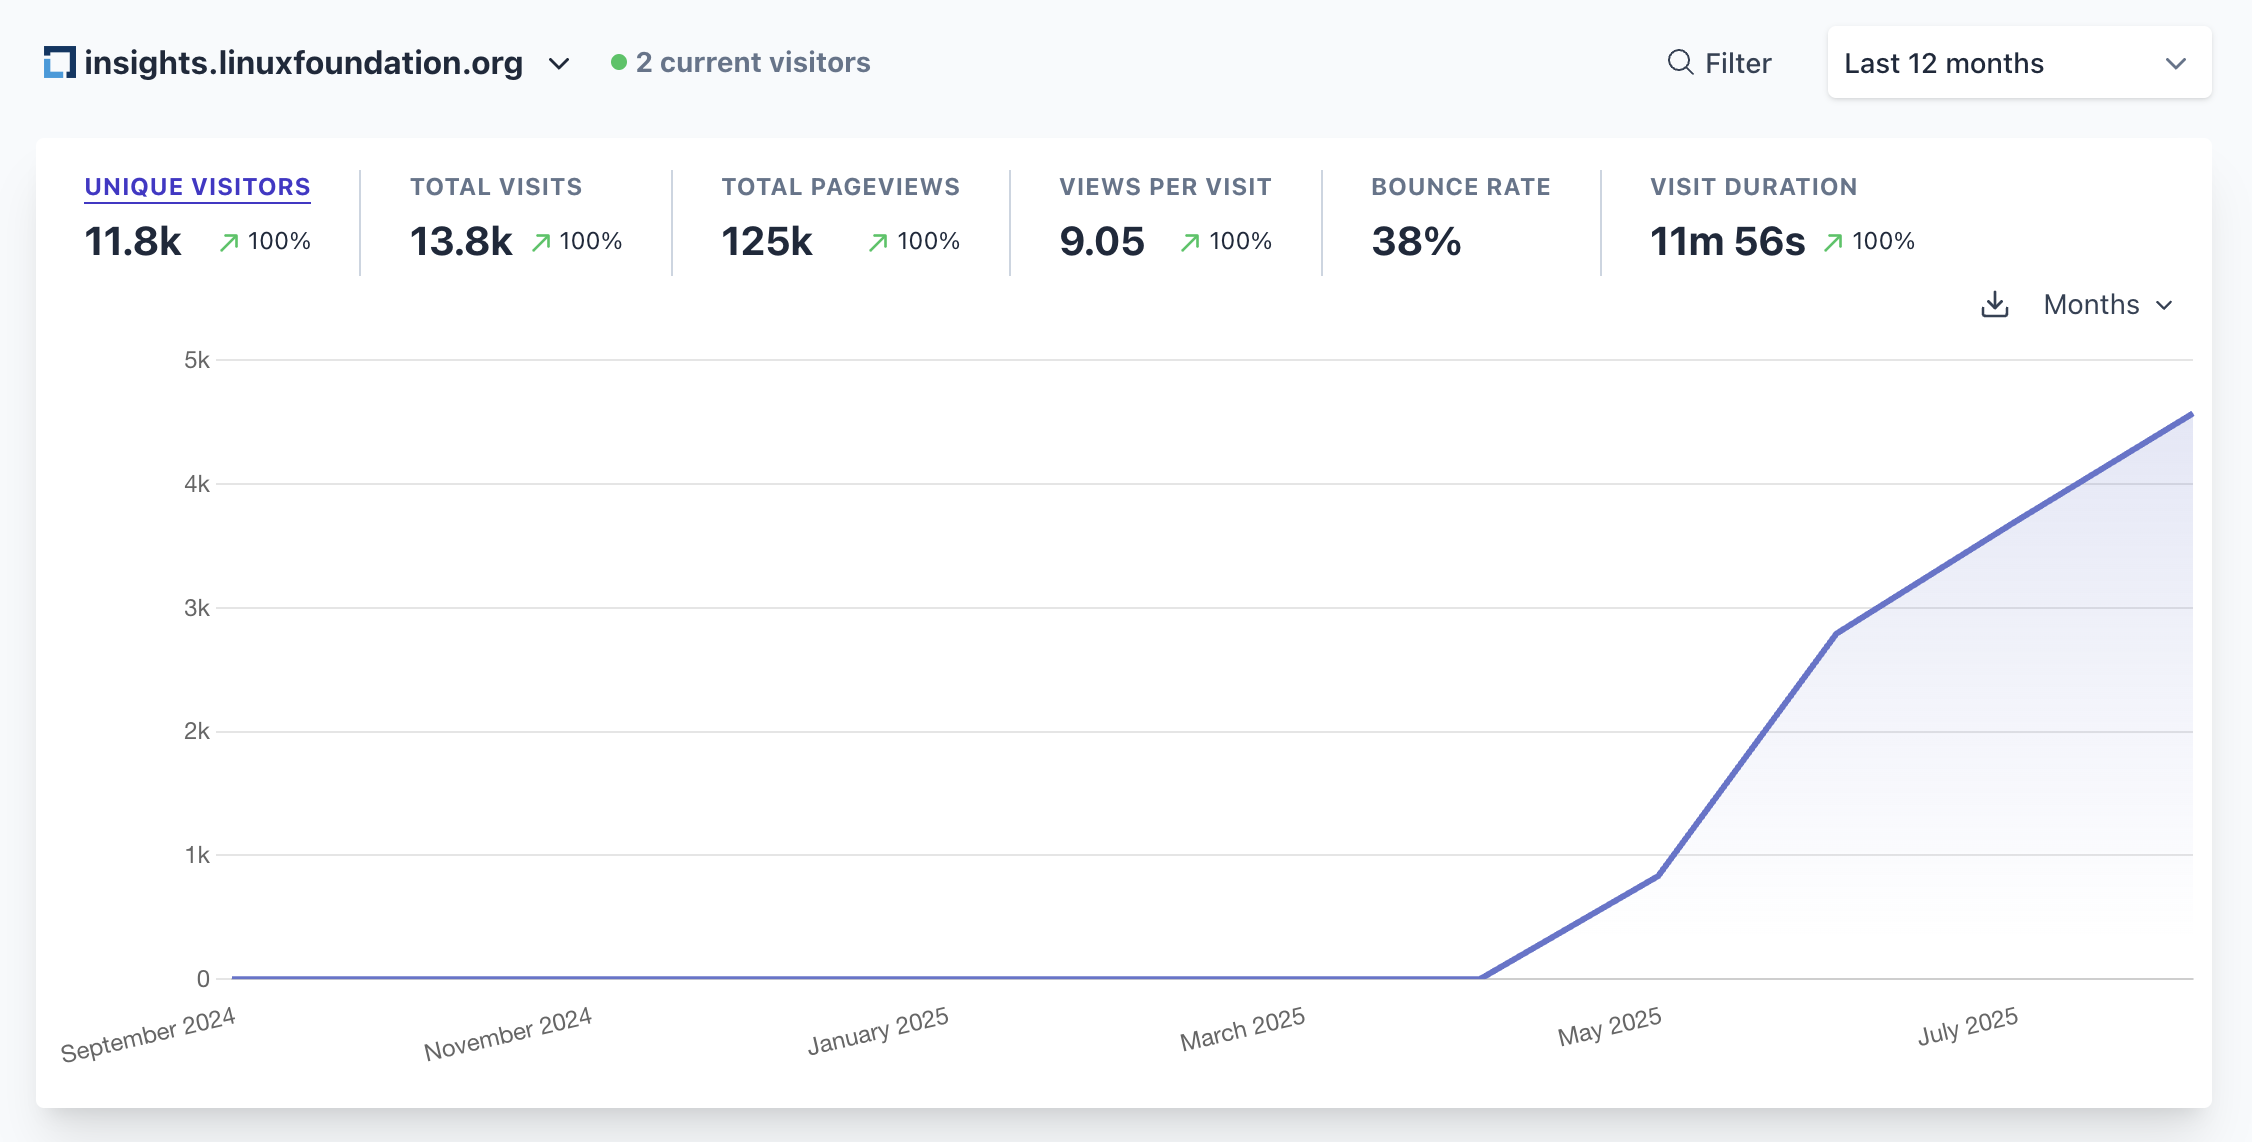 insights.linuxfoundation.org
2 current visitors
Filter
Last 12 months
UNIQUE VISITORS
11.8k 100%
TOTAL VISITS
13.8k 100%
TOTAL PAGEVIEWS
125k 100%
VIEWS PER VISIT
9.05 100%
BOUNCE RATE
38%
VISIT DURATION
11m 56s 100%
Months
5k
4k
3k
2k
1k
0
September 2024
November 2024
January 2025
March 2025
May 2025
July 2025